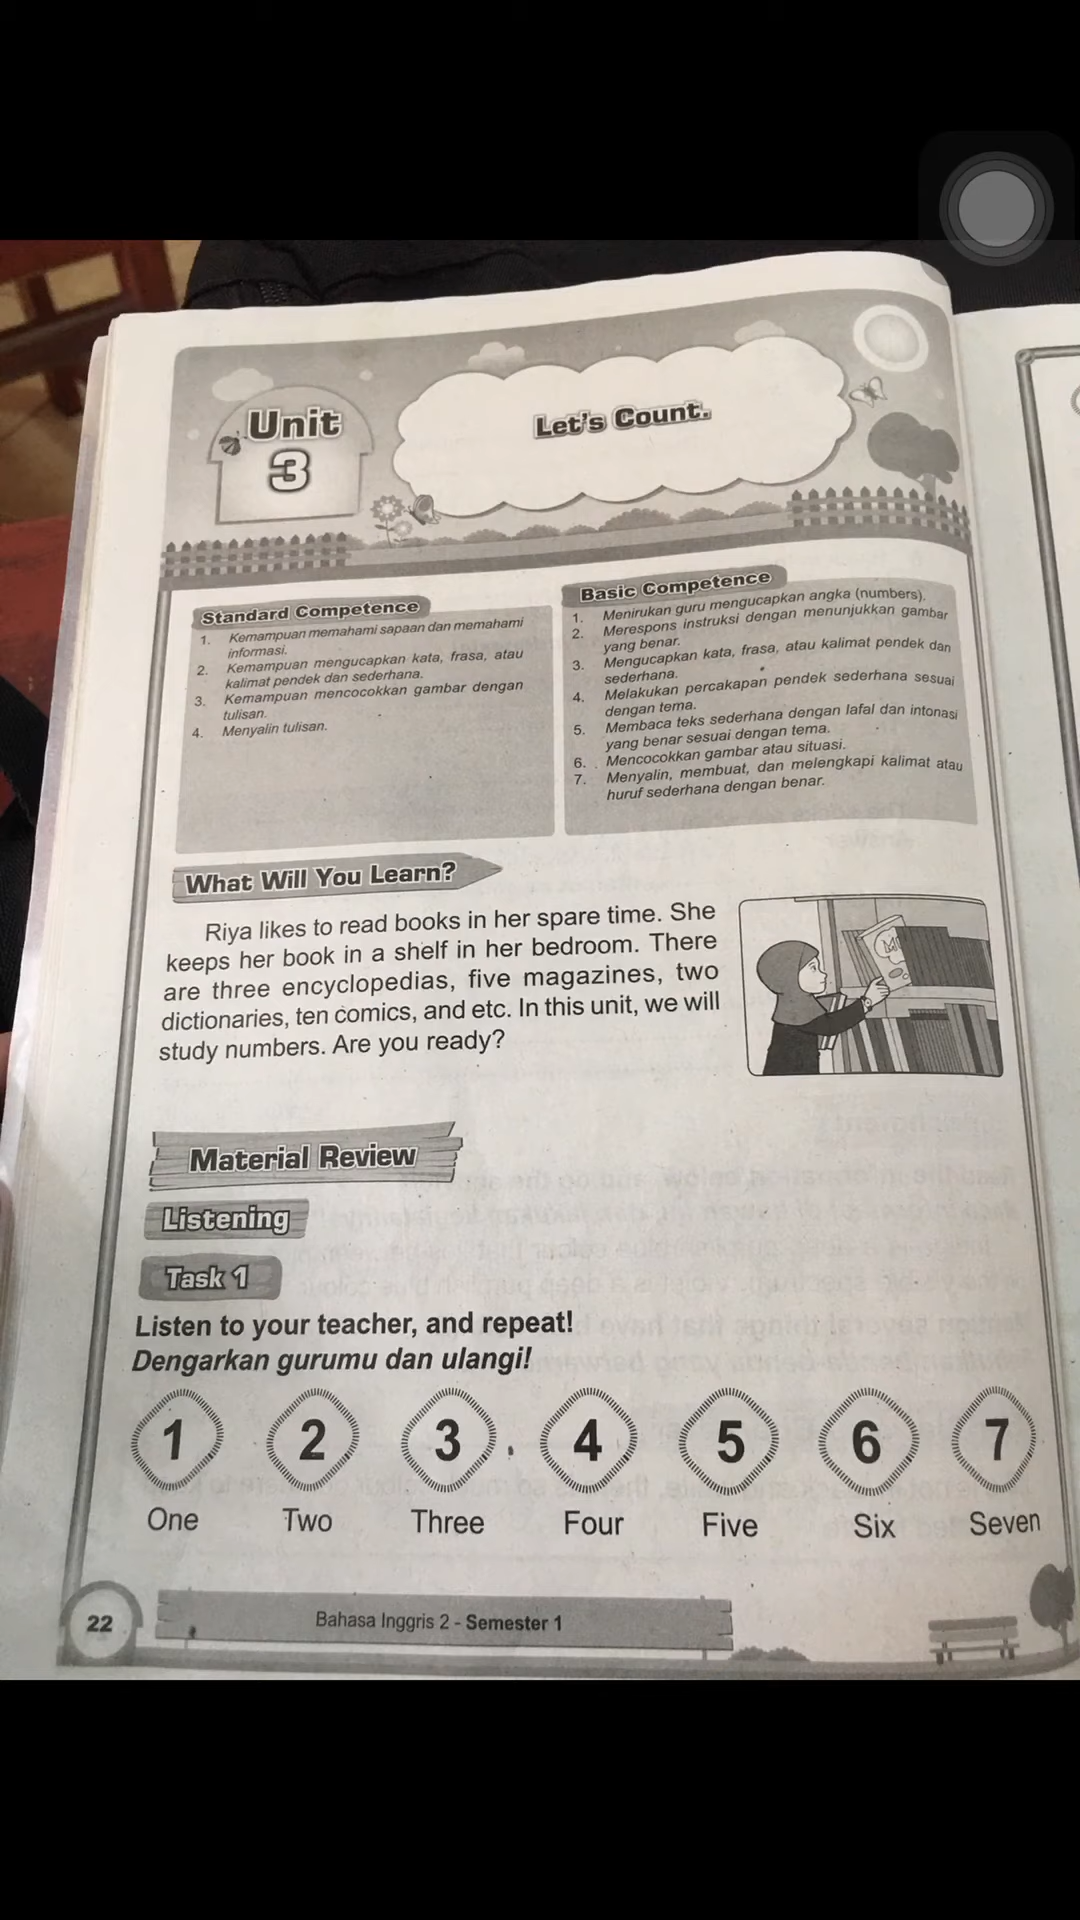 Unit
3
Let's Count.
Standard Competence
1. Kemampuan memahami sapaan dan memahami
informasi.
2. Kemampuan mengucapkan kata, frasa, atau
kalimat pendek dan sederhana.
3. Kemampuan mencocokkan gambar dengan
tulisan.
4. Menyalin tulisan.
Basic Competence
1. Menirukan guru mengucapkan angka (numbers).
2. Merespons instruksi dengan menunjukkan gambar
yang benar.
3. Mengucapkan kata, frasa, atau kalimat pendek dan
sederhana.
4. Melakukan percakapan pendek sederhana sesuai
dengan tema.
5. Membaca teks sederhana dengan lafal dan intonasi
yang benar sesuai dengan tema.
6. Mencocokkan gambar atau situasi.
7. Menyalin, membuat, dan melengkapi kalimat atau
huruf sederhana dengan benar.
What Will You Learn?
Riya likes to read books in her spare time. She
keeps her book in a shelf in her bedroom. There
are three encyclopedias, five magazines, two
dictionaries, ten comics, and etc. In this unit, we will
study numbers. Are you ready?
Material Review
Listening
Task 1
Listen to your teacher, and repeat!
Dengarkan gurumu dan ulangi!
1 2 3 4 5 6 7
One Two Three Four Five Six Seven
22
Bahasa Inggris 2 - Semester 1